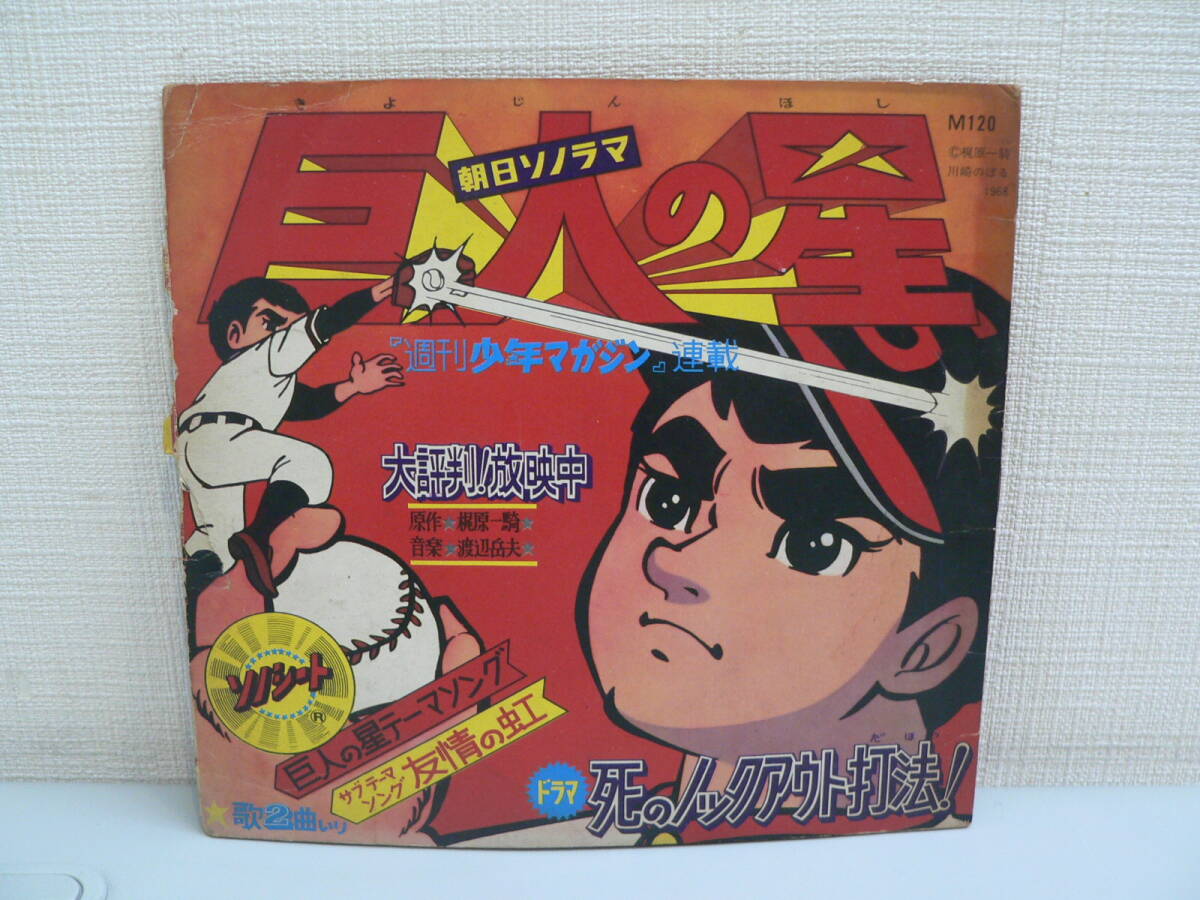 きよじん ほし
巨人の星
朝日ソノラマ
M120
©梶原一騎
川崎のぼる
1968
『週刊少年マガジン』連載
大評判!放映中
原作★梶原一騎★
音楽★渡辺岳夫★
ソノシート
®
巨人の星テーマソング
サブテーマソング 友情の虹
★歌2曲いり
ドラマ 死のノックアウト打法!